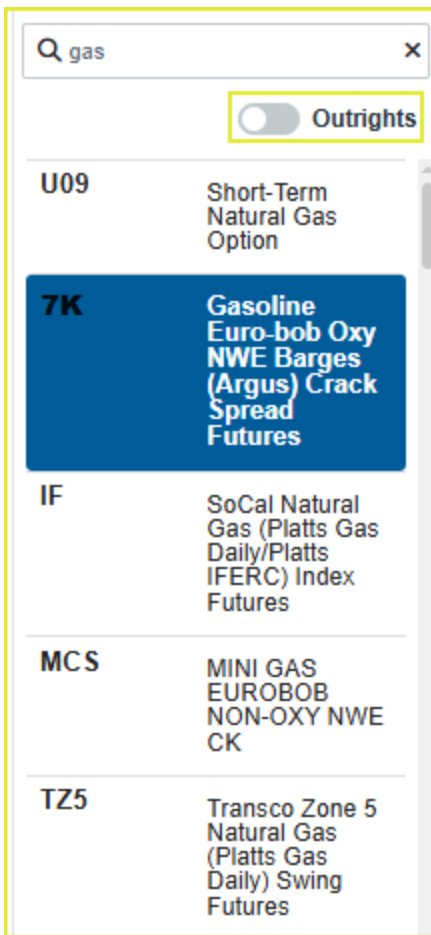 gas
Outrights
U09
Short-Term
Natural Gas
Option
7K
Gasoline
Euro-bob Oxy
NWE Barges
(Argus) Crack
Spread
Futures
IF
SoCal Natural
Gas (Platts Gas
Daily/Platts
IFERC) Index
Futures
MCS
MINI GAS
EUROBOB
NON-OXY NWE
CK
TZ5
Transco Zone 5
Natural Gas
(Platts Gas
Daily) Swing
Futures